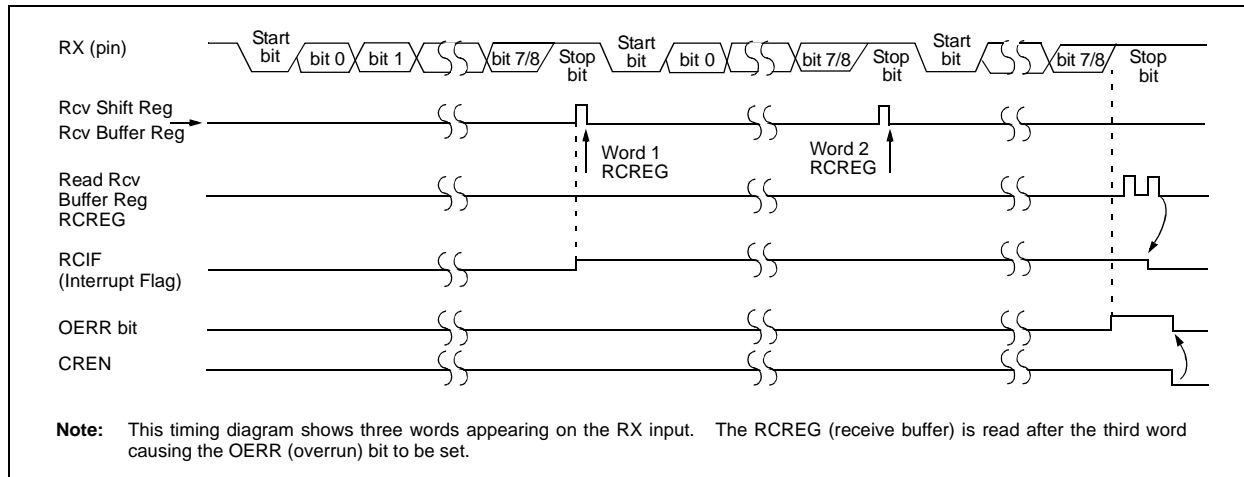 RX (pin)
Start bit
bit 0
bit 1
bit 7/8
Stop bit
Start bit
bit 0
bit 7/8
Stop bit
Start bit
bit 7/8
Stop bit
Rcv Shift Reg
Rcv Buffer Reg
Word 1
RCREG
Word 2
RCREG
Read Rcv
Buffer Reg
RCREG
RCIF
(Interrupt Flag)
OERR bit
CREN
Note: This timing diagram shows three words appearing on the RX input. The RCREG (receive buffer) is read after the third word
causing the OERR (overrun) bit to be set.